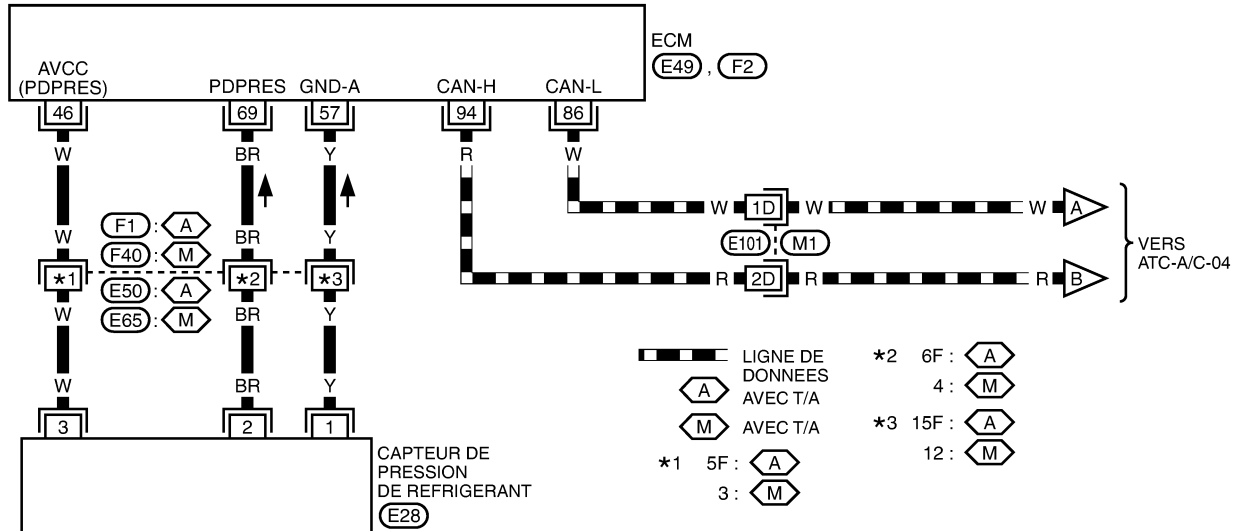 ECM
E49 , F2
AVCC
(PDPRES)
PDPRES GND-A CAN-H CAN-L
46 69 57 94 86
W BR Y R W
W 1D W W A
F1 : A
W BR Y
F40 : M
E101 M1
VERS
ATC-A/C-04
*1 *2 *3
R 2D R R B
E50 : A
W BR Y
E65 : M
LIGNE DE
DONNEES
*2 6F : A
4 : M
W BR Y
A AVEC T/A
M AVEC T/A
*3 15F : A
12 : M
3 2 1
*1 5F : A
3 : M
CAPTEUR DE
PRESSION
DE REFRIGERANT
E28